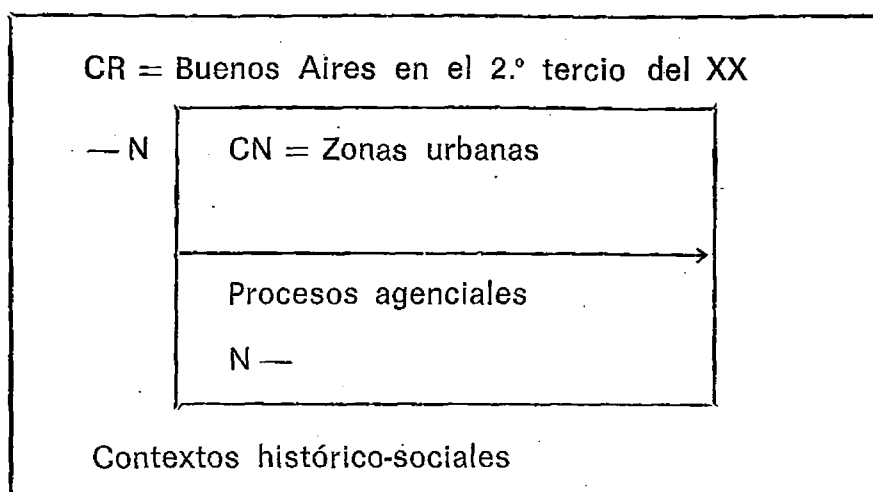 CR = Buenos Aires en el 2.º tercio del XX
— N
CN = Zonas urbanas
Procesos agenciales
N —
Contextos histórico-sociales